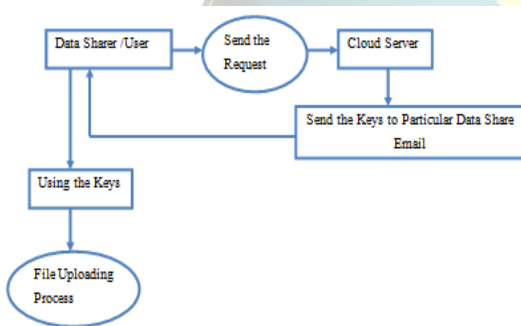 Data Sharer /User
Send the
Request
Cloud Server
Send the Keys to Particular Data Share
Email
Using the Keys
File Uploading
Process